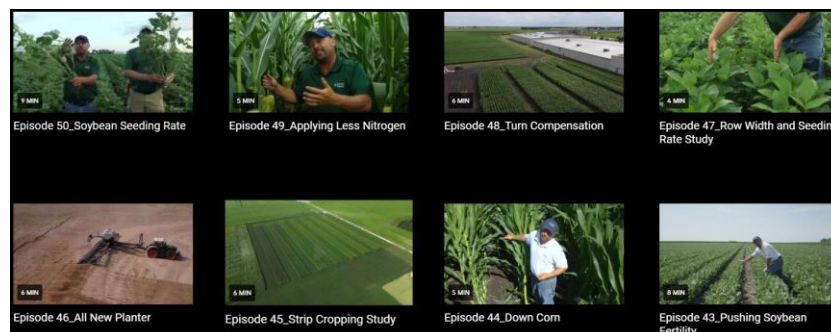 9 MIN
5 MIN
6 MIN
4 MIN
Episode 50_Soybean Seeding Rate
Episode 49_Applying Less Nitrogen
Episode 48_Turn Compensation
Episode 47_Row Width and Seedin
Rate Study
6 MIN
6 MIN
5 MIN
8 MIN
Episode 46_All New Planter
Episode 45_Strip Cropping Study
Episode 44_Down Corn
Episode 43_Pushing Soybean
Fertility